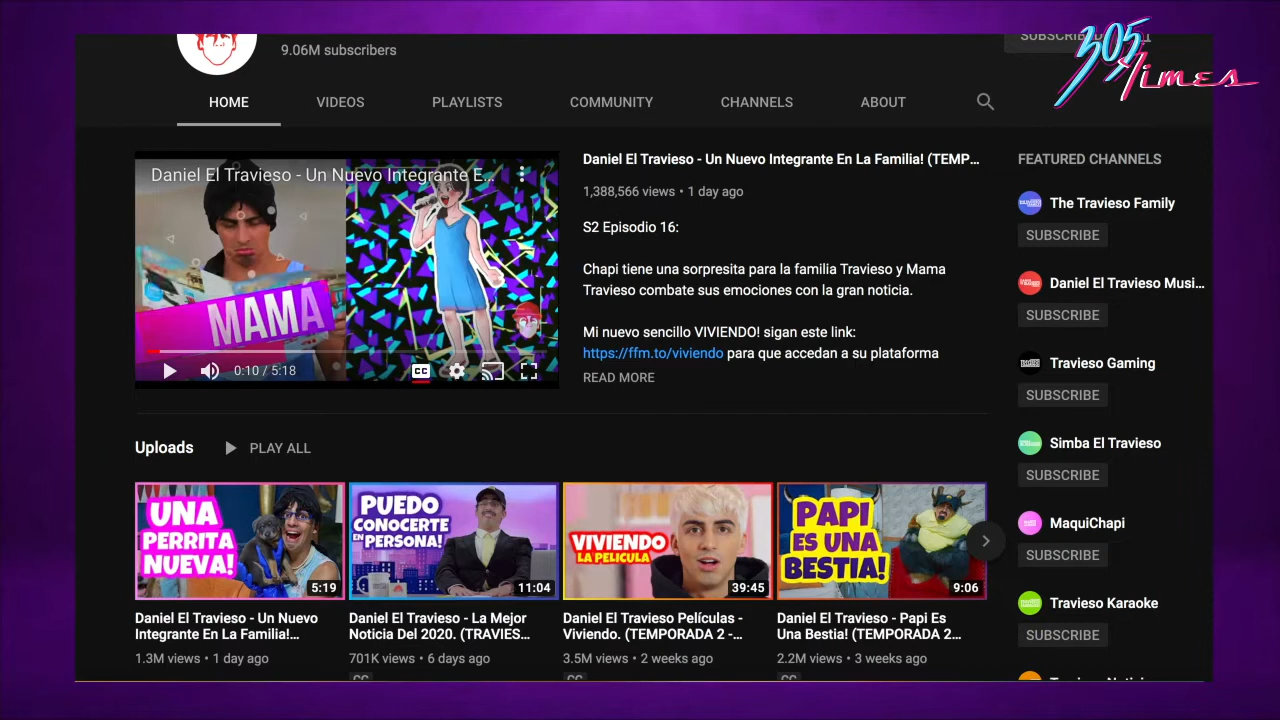 305 Times
9.06M subscribers
HOME VIDEOS PLAYLISTS COMMUNITY CHANNELS ABOUT
Daniel El Travieso - Un Nuevo Integrante E...
MAMÁ
0:10 / 5:18
CC
Daniel El Travieso - Un Nuevo Integrante En La Familia! (TEMP...
1,388,566 views • 1 day ago
S2 Episodio 16:
Chapi tiene una sorpresita para la familia Travieso y Mama
Travieso combate sus emociones con la gran noticia.
Mi nuevo sencillo VIVIENDO! sigan este link:
https://ffm.to/viviendo para que accedan a su plataforma
READ MORE
FEATURED CHANNELS
The Travieso Family
SUBSCRIBE
Daniel El Travieso Musi...
SUBSCRIBE
Travieso Gaming
SUBSCRIBE
Simba El Travieso
SUBSCRIBE
MaquiChapi
SUBSCRIBE
Travieso Karaoke
SUBSCRIBE
Uploads PLAY ALL
UNA
PERRITA
NUEVA!
5:19
PUEDO
CONOCERTE
EN PERSONA!
11:04
VIVIENDO
LA PELICULA
39:45
PAPI
ES UNA
BESTIA!
9:06
Daniel El Travieso - Un Nuevo
Integrante En La Familia!...
1.3M views • 1 day ago
Daniel El Travieso - La Mejor
Noticia Del 2020. (TRAVIES...
701K views • 6 days ago
CC
Daniel El Travieso Películas -
Viviendo. (TEMPORADA 2 -...
3.5M views • 2 weeks ago
CC
Daniel El Travieso - Papi Es
Una Bestia! (TEMPORADA 2...
2.2M views • 3 weeks ago
CC